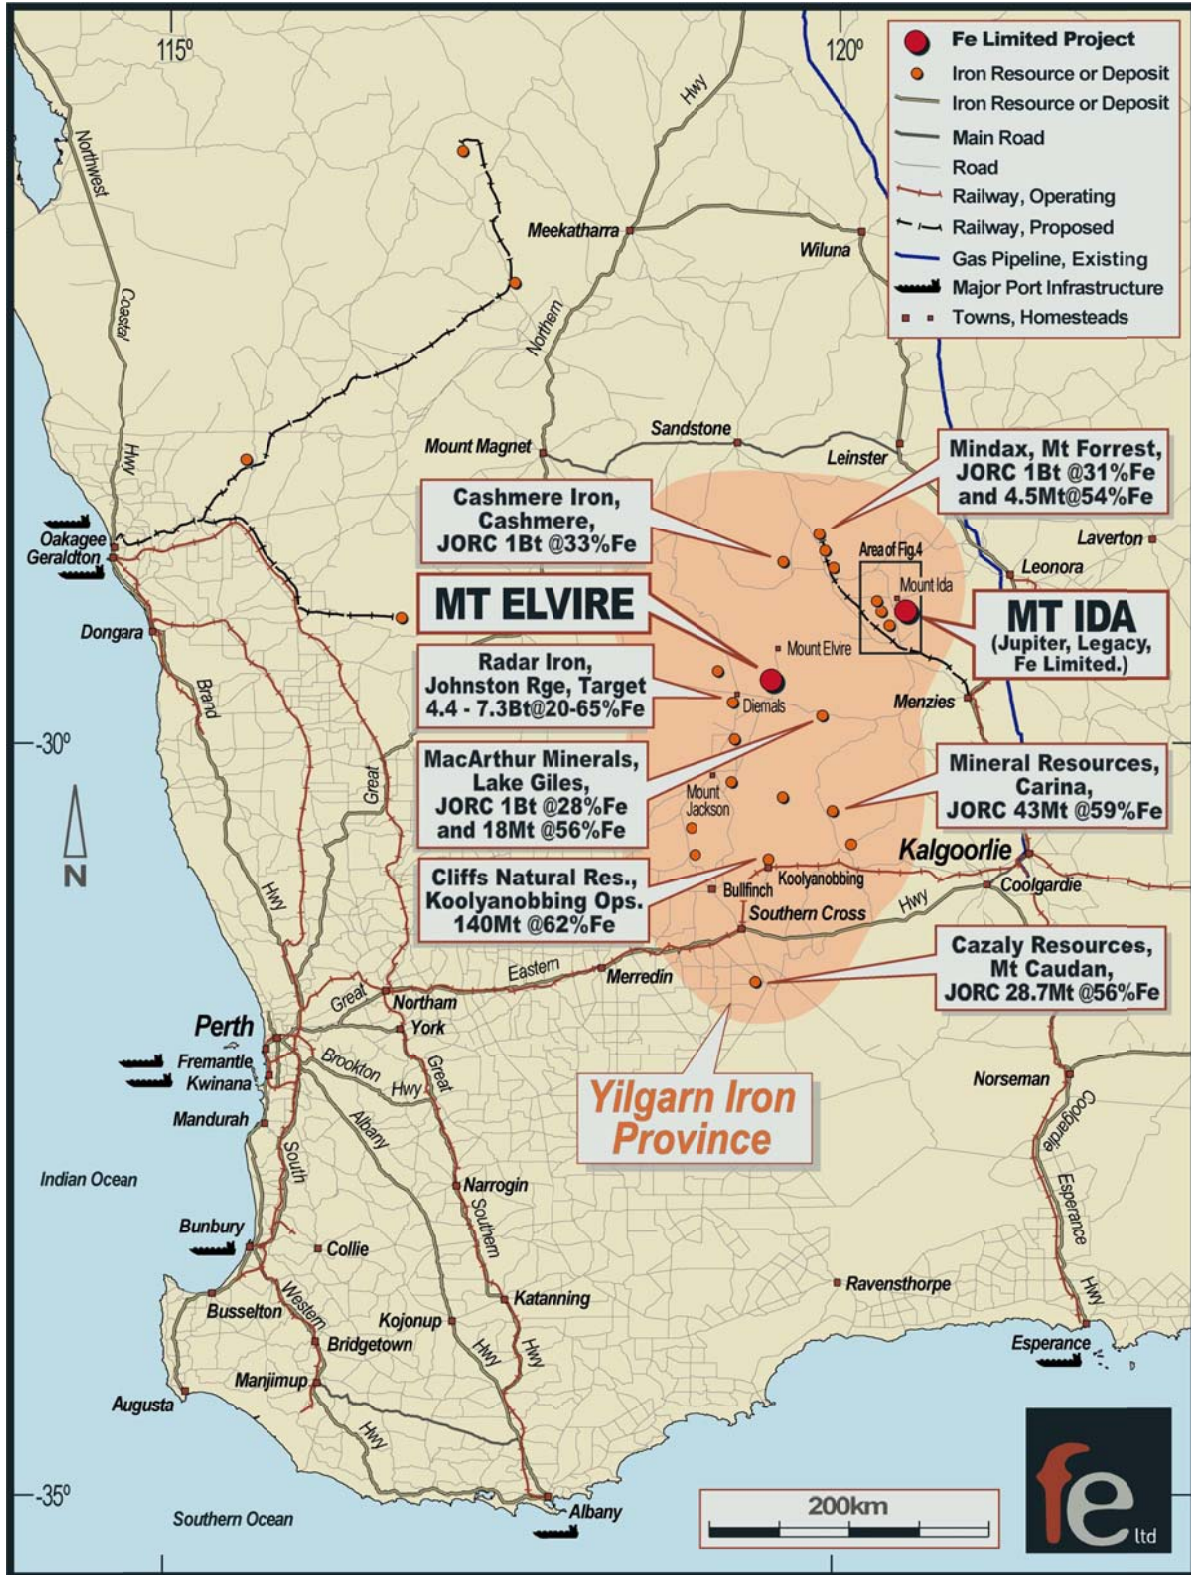 115°
120°
Fe Limited Project
Iron Resource or Deposit
Iron Resource or Deposit
Main Road
Road
Railway, Operating
Railway, Proposed
Gas Pipeline, Existing
Major Port Infrastructure
Towns, Homesteads
Hwy
Northwest
Meekatharra
Wiluna
Coastal
Northern
Hwy
Mount Magnet
Sandstone
Leinster
Mindax, Mt Forrest,
JORC 1Bt @31%Fe
and 4.5Mt@54%Fe
Cashmere Iron,
Cashmere,
JORC 1Bt @33%Fe
Oakagee
Geraldton
Laverton
Area of Fig.4
Leonora
Mount Ida
MT ELVIRE
MT IDA
(Jupiter, Legacy,
Fe Limited.)
Dongara
Mount Elvre
Radar Iron,
Johnston Rge, Target
4.4 - 7.3Bt@20-65%Fe
Brand
Diemals
Menzies
-30°
Great
MacArthur Minerals,
Lake Giles,
JORC 1Bt @28%Fe
and 18Mt @56%Fe
Mount
Jackson
Mineral Resources,
Carina,
JORC 43Mt @59%Fe
N
Hwy
Kalgoorlie
Cliffs Natural Res.,
Koolyanobbing Ops.
140Mt @62%Fe
Koolyanobbing
Bullfinch
Coolgardie
Southern Cross
Hwy
Cazaly Resources,
Mt Caudan,
JORC 28.7Mt @56%Fe
Eastern
Merredin
Great
Northam
Perth
York
Fremantle
Brookton
Hwy
Great
Kwinana
Norseman
Mandurah
Albany
Yilgarn Iron
Province
Coolgardie
South
Indian Ocean
Narrogin
Southern
Esperance
Bunbury
Collie
Ravensthorpe
Busselton
Western
Katanning
Kojonup
Hwy
Bridgetown
Hwy
Hwy
Esperance
Manjimup
Augusta
Hwy
-35°
200km
Albany
Southern Ocean
fe
ltd